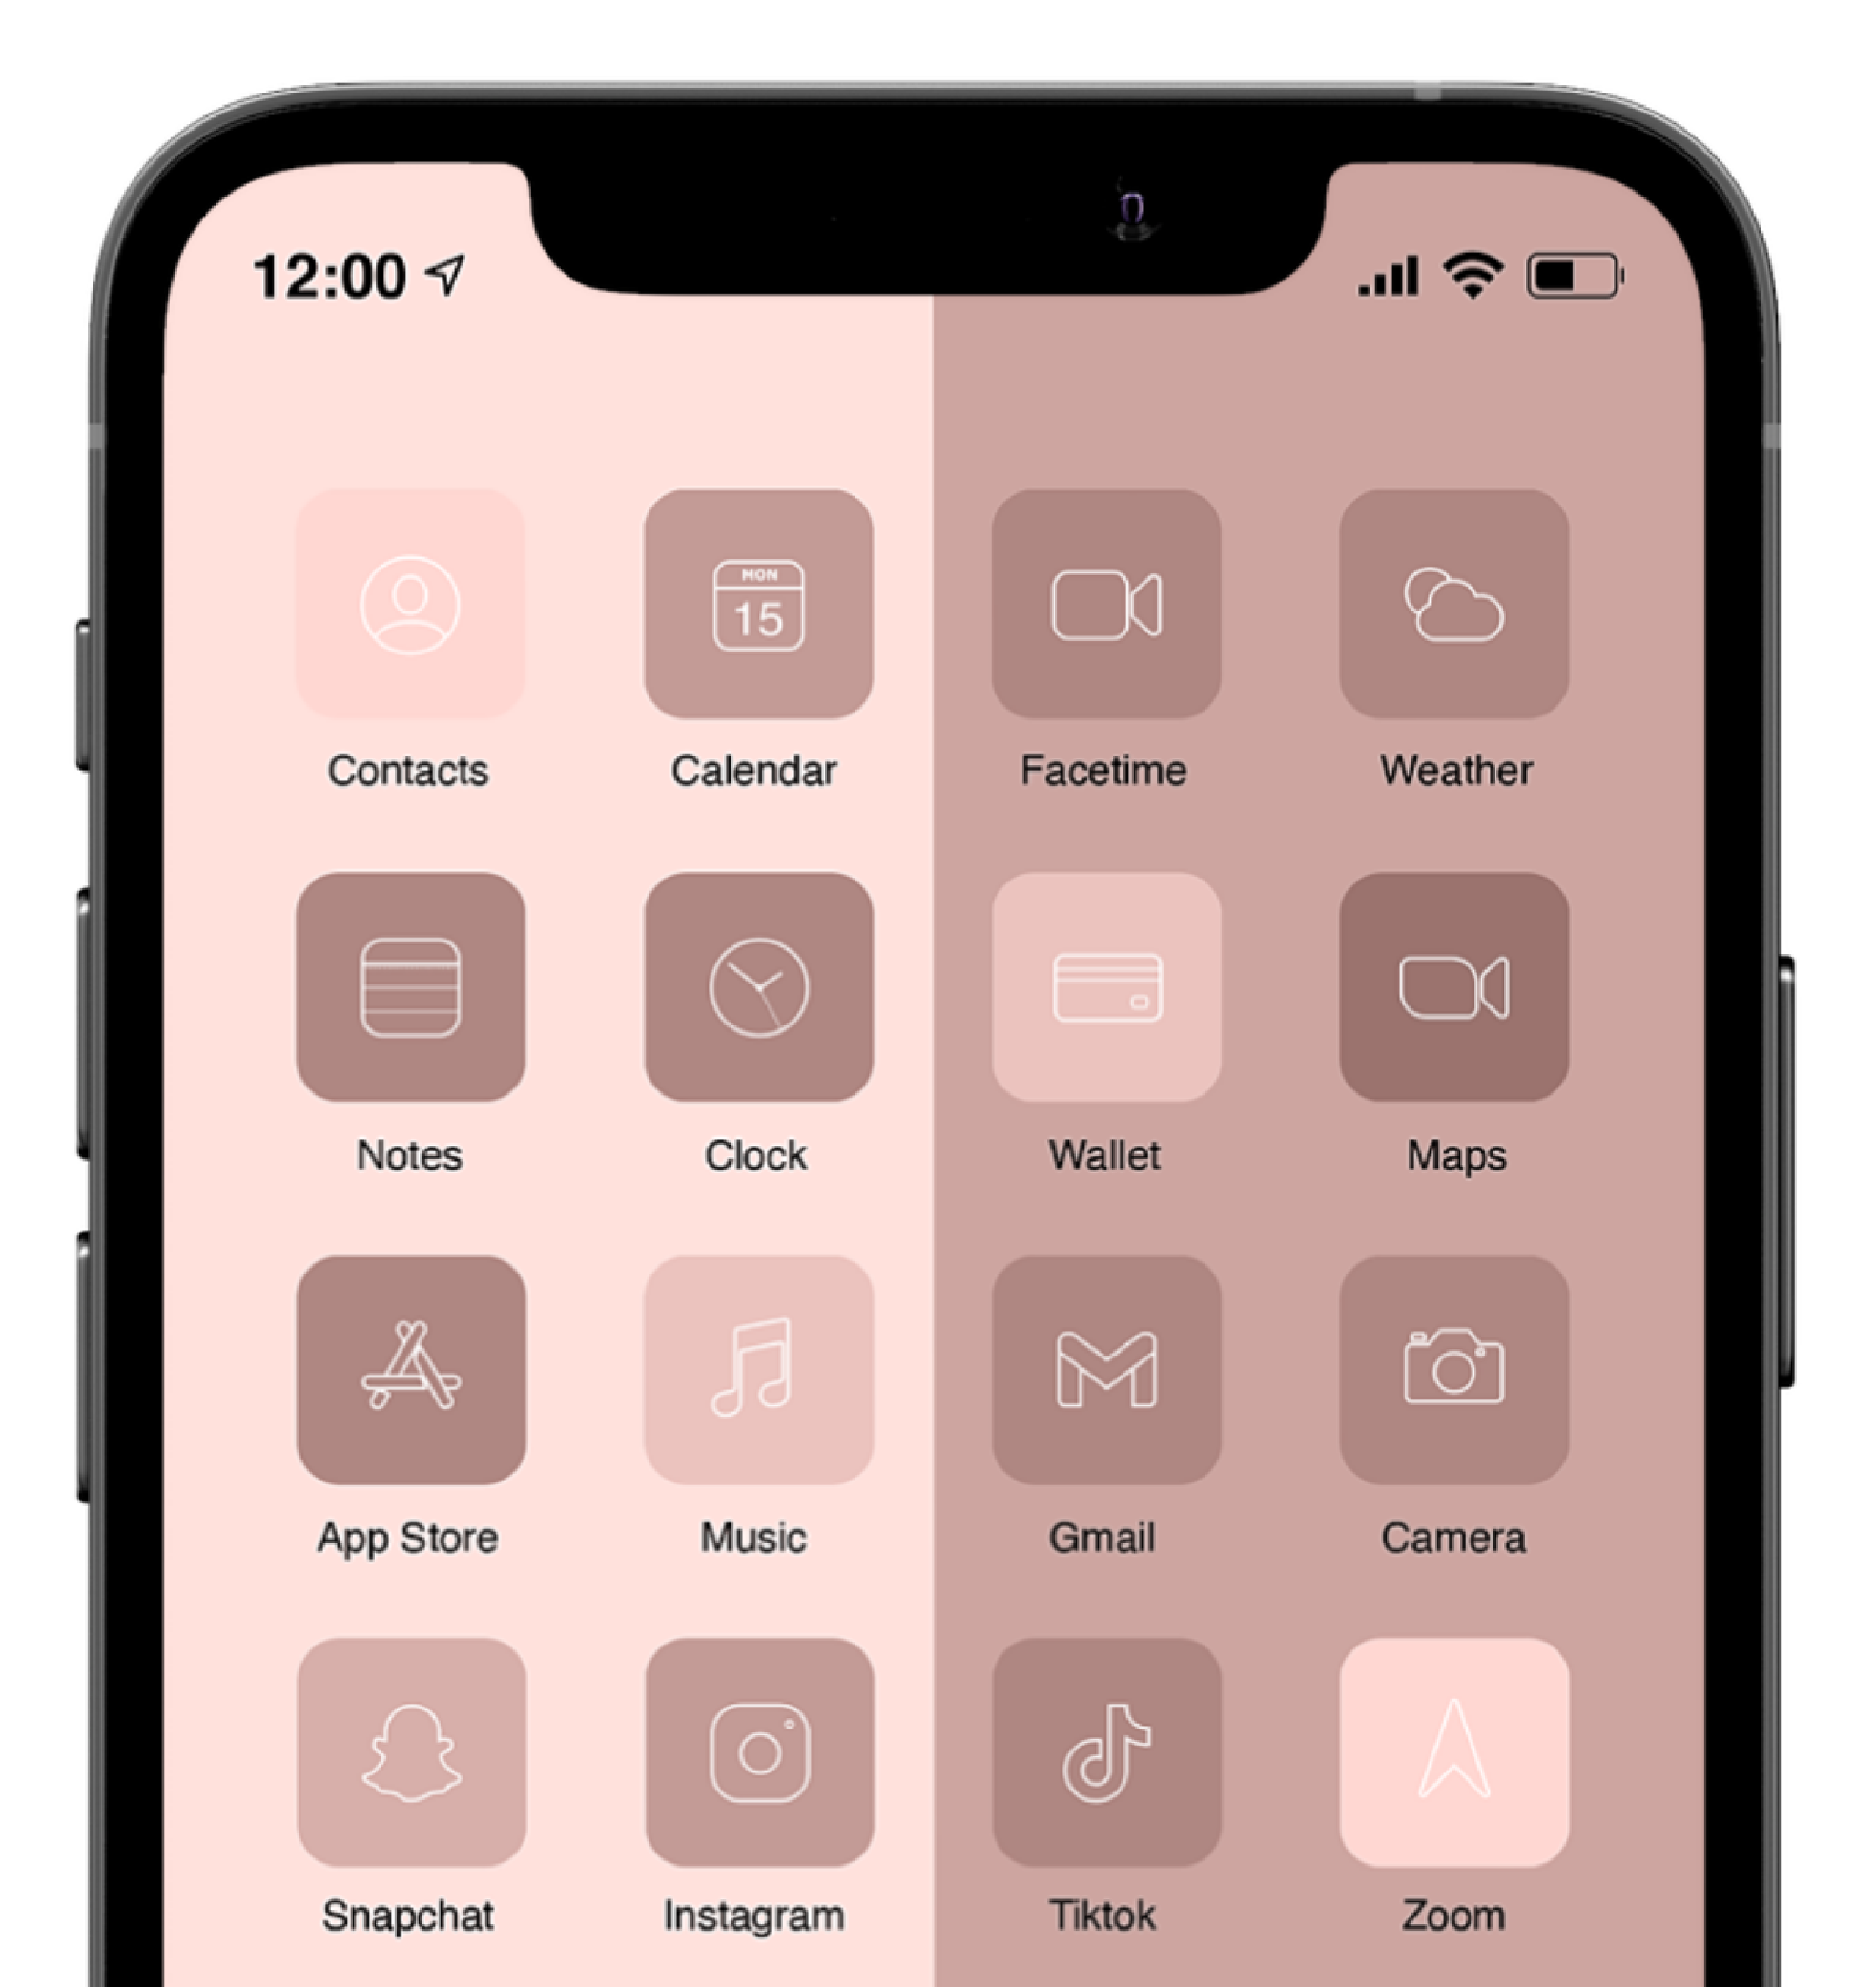 12:00
MON
15
Contacts Calendar Facetime Weather
Notes Clock Wallet Maps
App Store Music Gmail Camera
Snapchat Instagram Tiktok Zoom